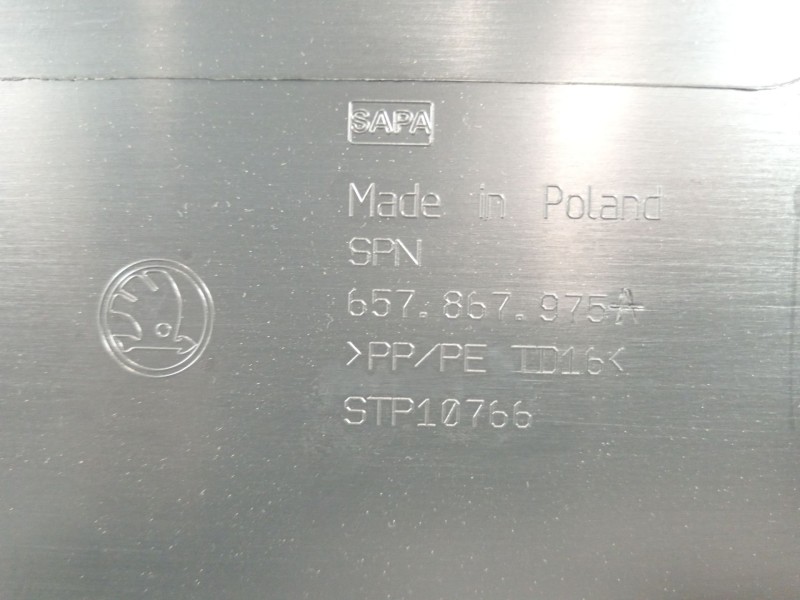 SAPA
Made in Poland
SPN
657.867.975A
>PP/PE TD16<
STP10766